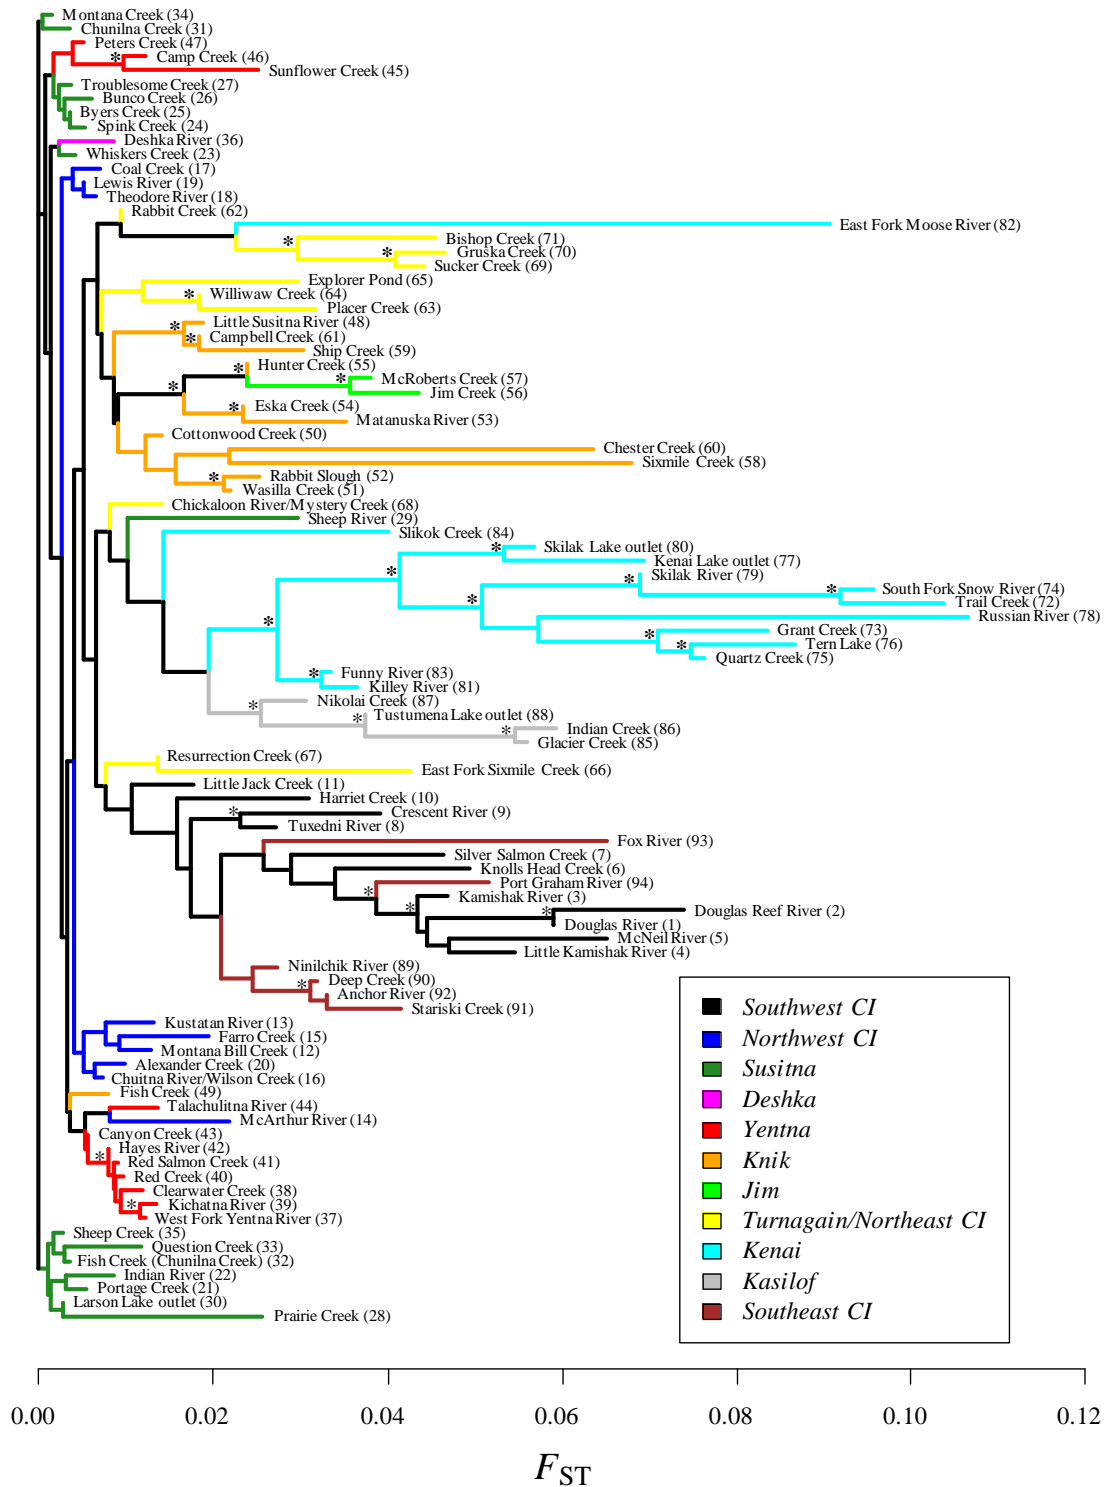 Montana Creek (34)
Chunilna Creek (31)
Peters Creek (47)
* Camp Creek (46)
Sunflower Creek (45)
Troublesome Creek (27)
Bunco Creek (26)
Byers Creek (25)
Spink Creek (24)
Deshka River (36)
Whiskers Creek (23)
Coal Creek (17)
Lewis River (19)
Theodore River (18)
Rabbit Creek (62)
East Fork Moose River (82)
* Bishop Creek (71)
* Gruska Creek (70)
Sucker Creek (69)
Explorer Pond (65)
* Williwaw Creek (64)
Placer Creek (63)
* Little Susitna River (48)
* Campbell Creek (61)
Ship Creek (59)
* Hunter Creek (55)
* * McRoberts Creek (57)
Jim Creek (56)
* Eska Creek (54)
Matanuska River (53)
Cottonwood Creek (50)
Chester Creek (60)
Sixmile Creek (58)
* Rabbit Slough (52)
Wasilla Creek (51)
Chickaloon River/Mystery Creek (68)
Sheep River (29)
Slikok Creek (84)
* Skilak Lake outlet (80)
Kenai Lake outlet (77)
* * Skilak River (79)
* South Fork Snow River (74)
* Trail Creek (72)
Russian River (78)
* * Grant Creek (73)
* Tern Lake (76)
Quartz Creek (75)
* Funny River (83)
Killey River (81)
* Nikolai Creek (87)
* Tustumena Lake outlet (88)
* Indian Creek (86)
Glacier Creek (85)
Resurrection Creek (67)
East Fork Sixmile Creek (66)
Little Jack Creek (11)
Harriet Creek (10)
* Crescent River (9)
Tuxedni River (8)
Fox River (93)
Silver Salmon Creek (7)
Knolls Head Creek (6)
* Port Graham River (94)
* Kamishak River (3)
* Douglas Reef River (2)
Douglas River (1)
McNeil River (5)
Little Kamishak River (4)
Ninilchik River (89)
* Deep Creek (90)
Anchor River (92)
Stariski Creek (91)
Kustatan River (13)
Farro Creek (15)
Montana Bill Creek (12)
Alexander Creek (20)
Chuitna River/Wilson Creek (16)
Fish Creek (49)
Talachulitna River (44)
McArthur River (14)
Canyon Creek (43)
* Hayes River (42)
Red Salmon Creek (41)
Red Creek (40)
Clearwater Creek (38)
* Kichatna River (39)
West Fork Yentna River (37)
Sheep Creek (35)
Question Creek (33)
Fish Creek (Chunilna Creek) (32)
Indian River (22)
Portage Creek (21)
Larson Lake outlet (30)
Prairie Creek (28)
Southwest CI
Northwest CI
Susitna
Deshka
Yentna
Knik
Jim
Turnagain/Northeast CI
Kenai
Kasilof
Southeast CI
0.00 0.02 0.04 0.06 0.08 0.10 0.12
FST